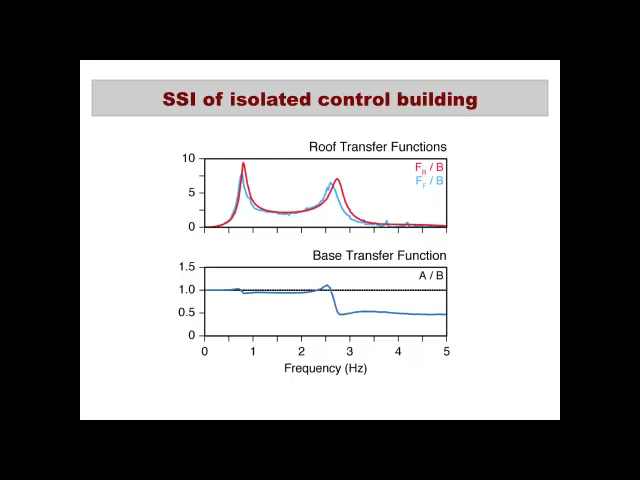 SSI of isolated control building
Roof Transfer Functions
10
5
0
F_R / B
F_F / B
Base Transfer Function
1.5
1.0
0.5
0
A / B
0 1 2 3 4 5
Frequency (Hz)